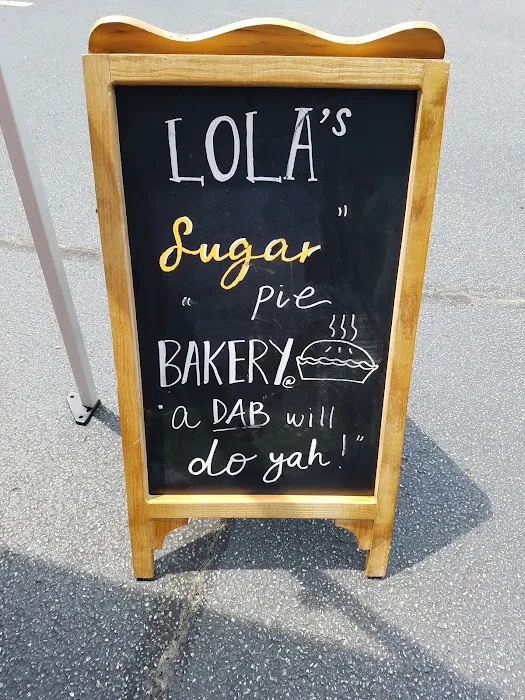 LOLA's
"
Sugar
" pie
BAKERY@
"a DAB will
do yah!"